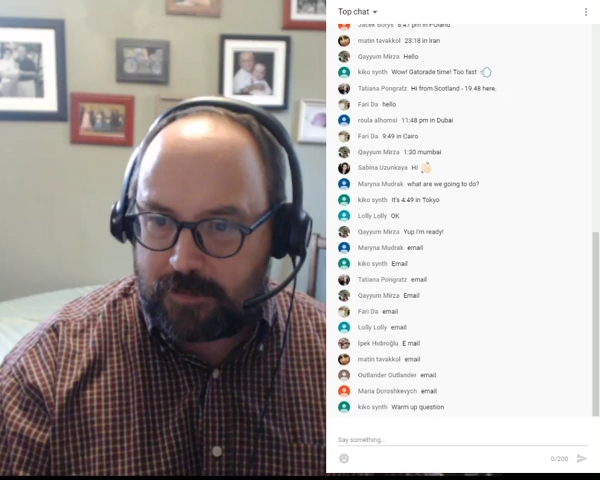 Top chat
Jacek Borys 8:47 pm in Poland
matin tavakkol 23:18 in Iran
Qayyum Mirza Hello
kiko synth Wow! Gatorade time! Too fast
Tatiana Pongratz Hi from Scotland - 19.48 here.
Fari Da hello
roula alhomsi 11:48 pm in Dubai
Fari Da 9:49 in Cairo
Qayyum Mirza 1:30 mumbai
Sabina Uzunkaya Hi
Maryna Mudrak what are we going to do?
kiko synth It's 4:49 in Tokyo
Lolly Lolly OK
Qayyum Mirza Yup I'm ready!
Maryna Mudrak email
kiko synth Email
Tatiana Pongratz email
Qayyum Mirza Email
Fari Da email
Lolly Lolly email
İpek Hıdıroğlu E mail
matin tavakkol email
Outlander Outlander email
Maria Doroshkevych email
kiko synth Warm up question
Say something...
0/200